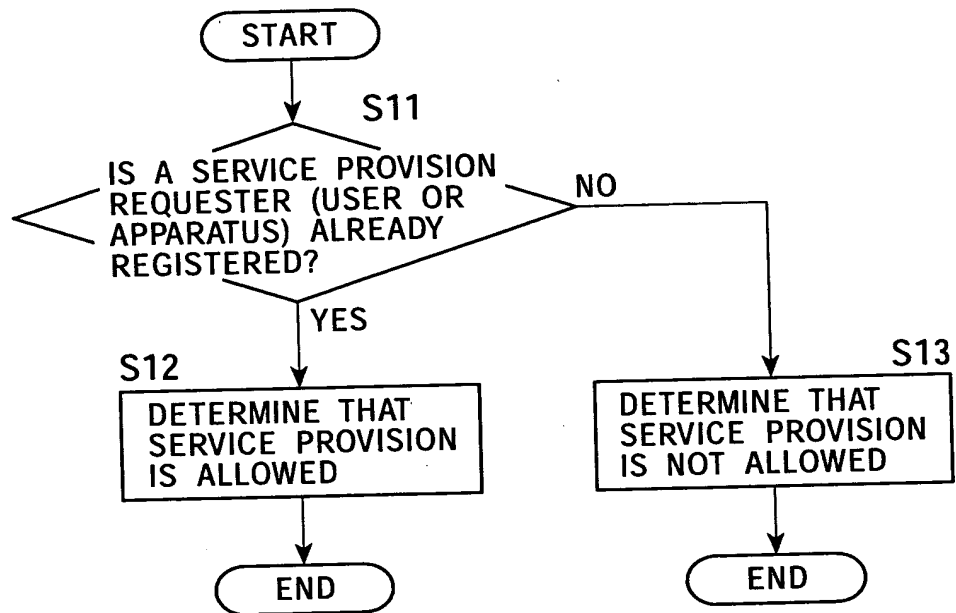 START
S11
IS A SERVICE PROVISION
REQUESTER (USER OR
APPARATUS) ALREADY
REGISTERED?
NO
YES
S12
DETERMINE THAT
SERVICE PROVISION
IS ALLOWED
S13
DETERMINE THAT
SERVICE PROVISION
IS NOT ALLOWED
END
END